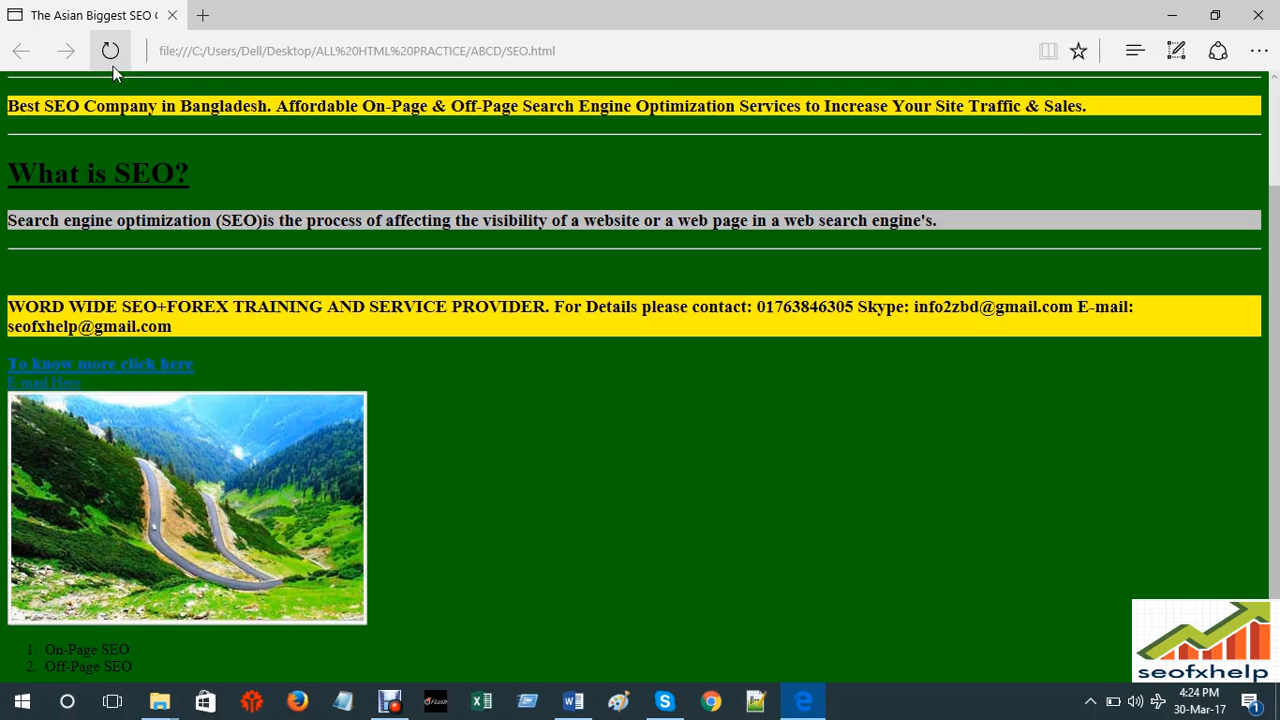 The Asian Biggest SEO C
file:///C:/Users/Dell/Desktop/ALL%20HTML%20PRACTICE/ABCD/SEO.html
Best SEO Company in Bangladesh. Affordable On-Page & Off-Page Search Engine Optimization Services to Increase Your Site Traffic & Sales.
What is SEO?
Search engine optimization (SEO)is the process of affecting the visibility of a website or a web page in a web search engine's.
WORD WIDE SEO+FOREX TRAINING AND SERVICE PROVIDER. For Details please contact: 01763846305 Skype: info2zbd@gmail.com E-mail:
seofxhelp@gmail.com
To know more click here
E-mail Here
1. On-Page SEO
2. Off-Page SEO
seofxhelp
Flash
4:24 PM
30-Mar-17
1